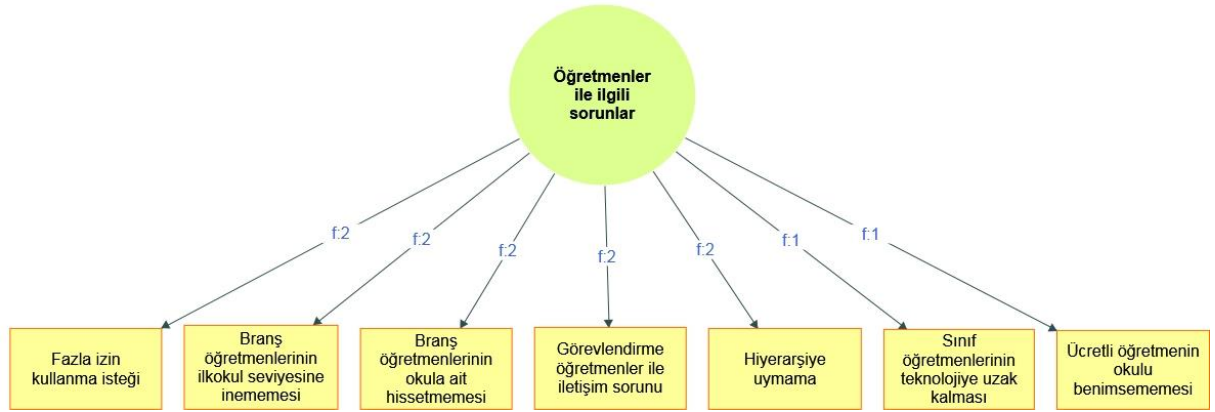 Öğretmenler
ile ilgili
sorunlar
f:2
f:2
f:2
f:2
f:2
f:1
f:1
Fazla izin
kullanma isteği
Branş
öğretmenlerinin
ilkokul seviyesine
inememesi
Branş
öğretmenlerinin
okula ait
hissetmemesi
Görevlendirme
öğretmenler ile
iletişim sorunu
Hiyerarşiye
uymama
Sınıf
öğretmenlerinin
teknolojiye uzak
kalması
Ücretli öğretmenin
okulu
benimsememesi